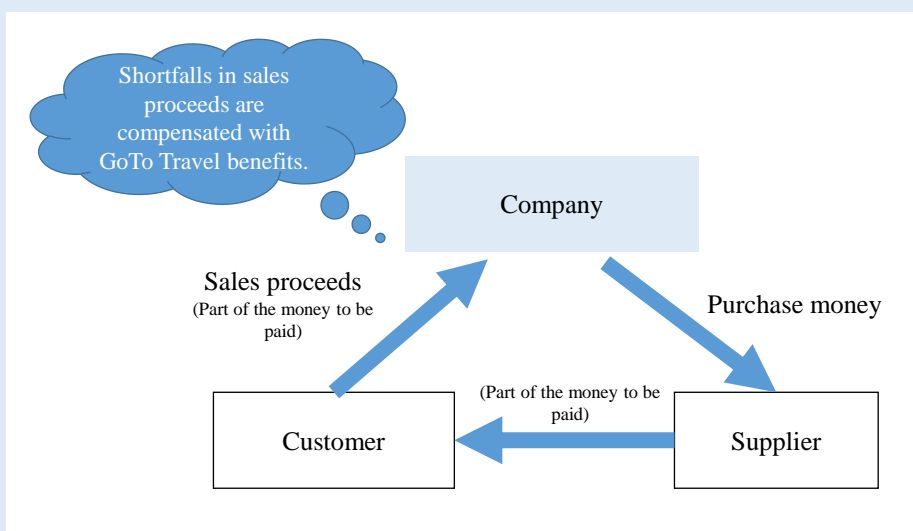 Shortfalls in sales
proceeds are
compensated with
GoTo Travel benefits.
Company
Sales proceeds
(Part of the money to be
paid)
Purchase money
(Part of the money to be
paid)
Customer
Supplier